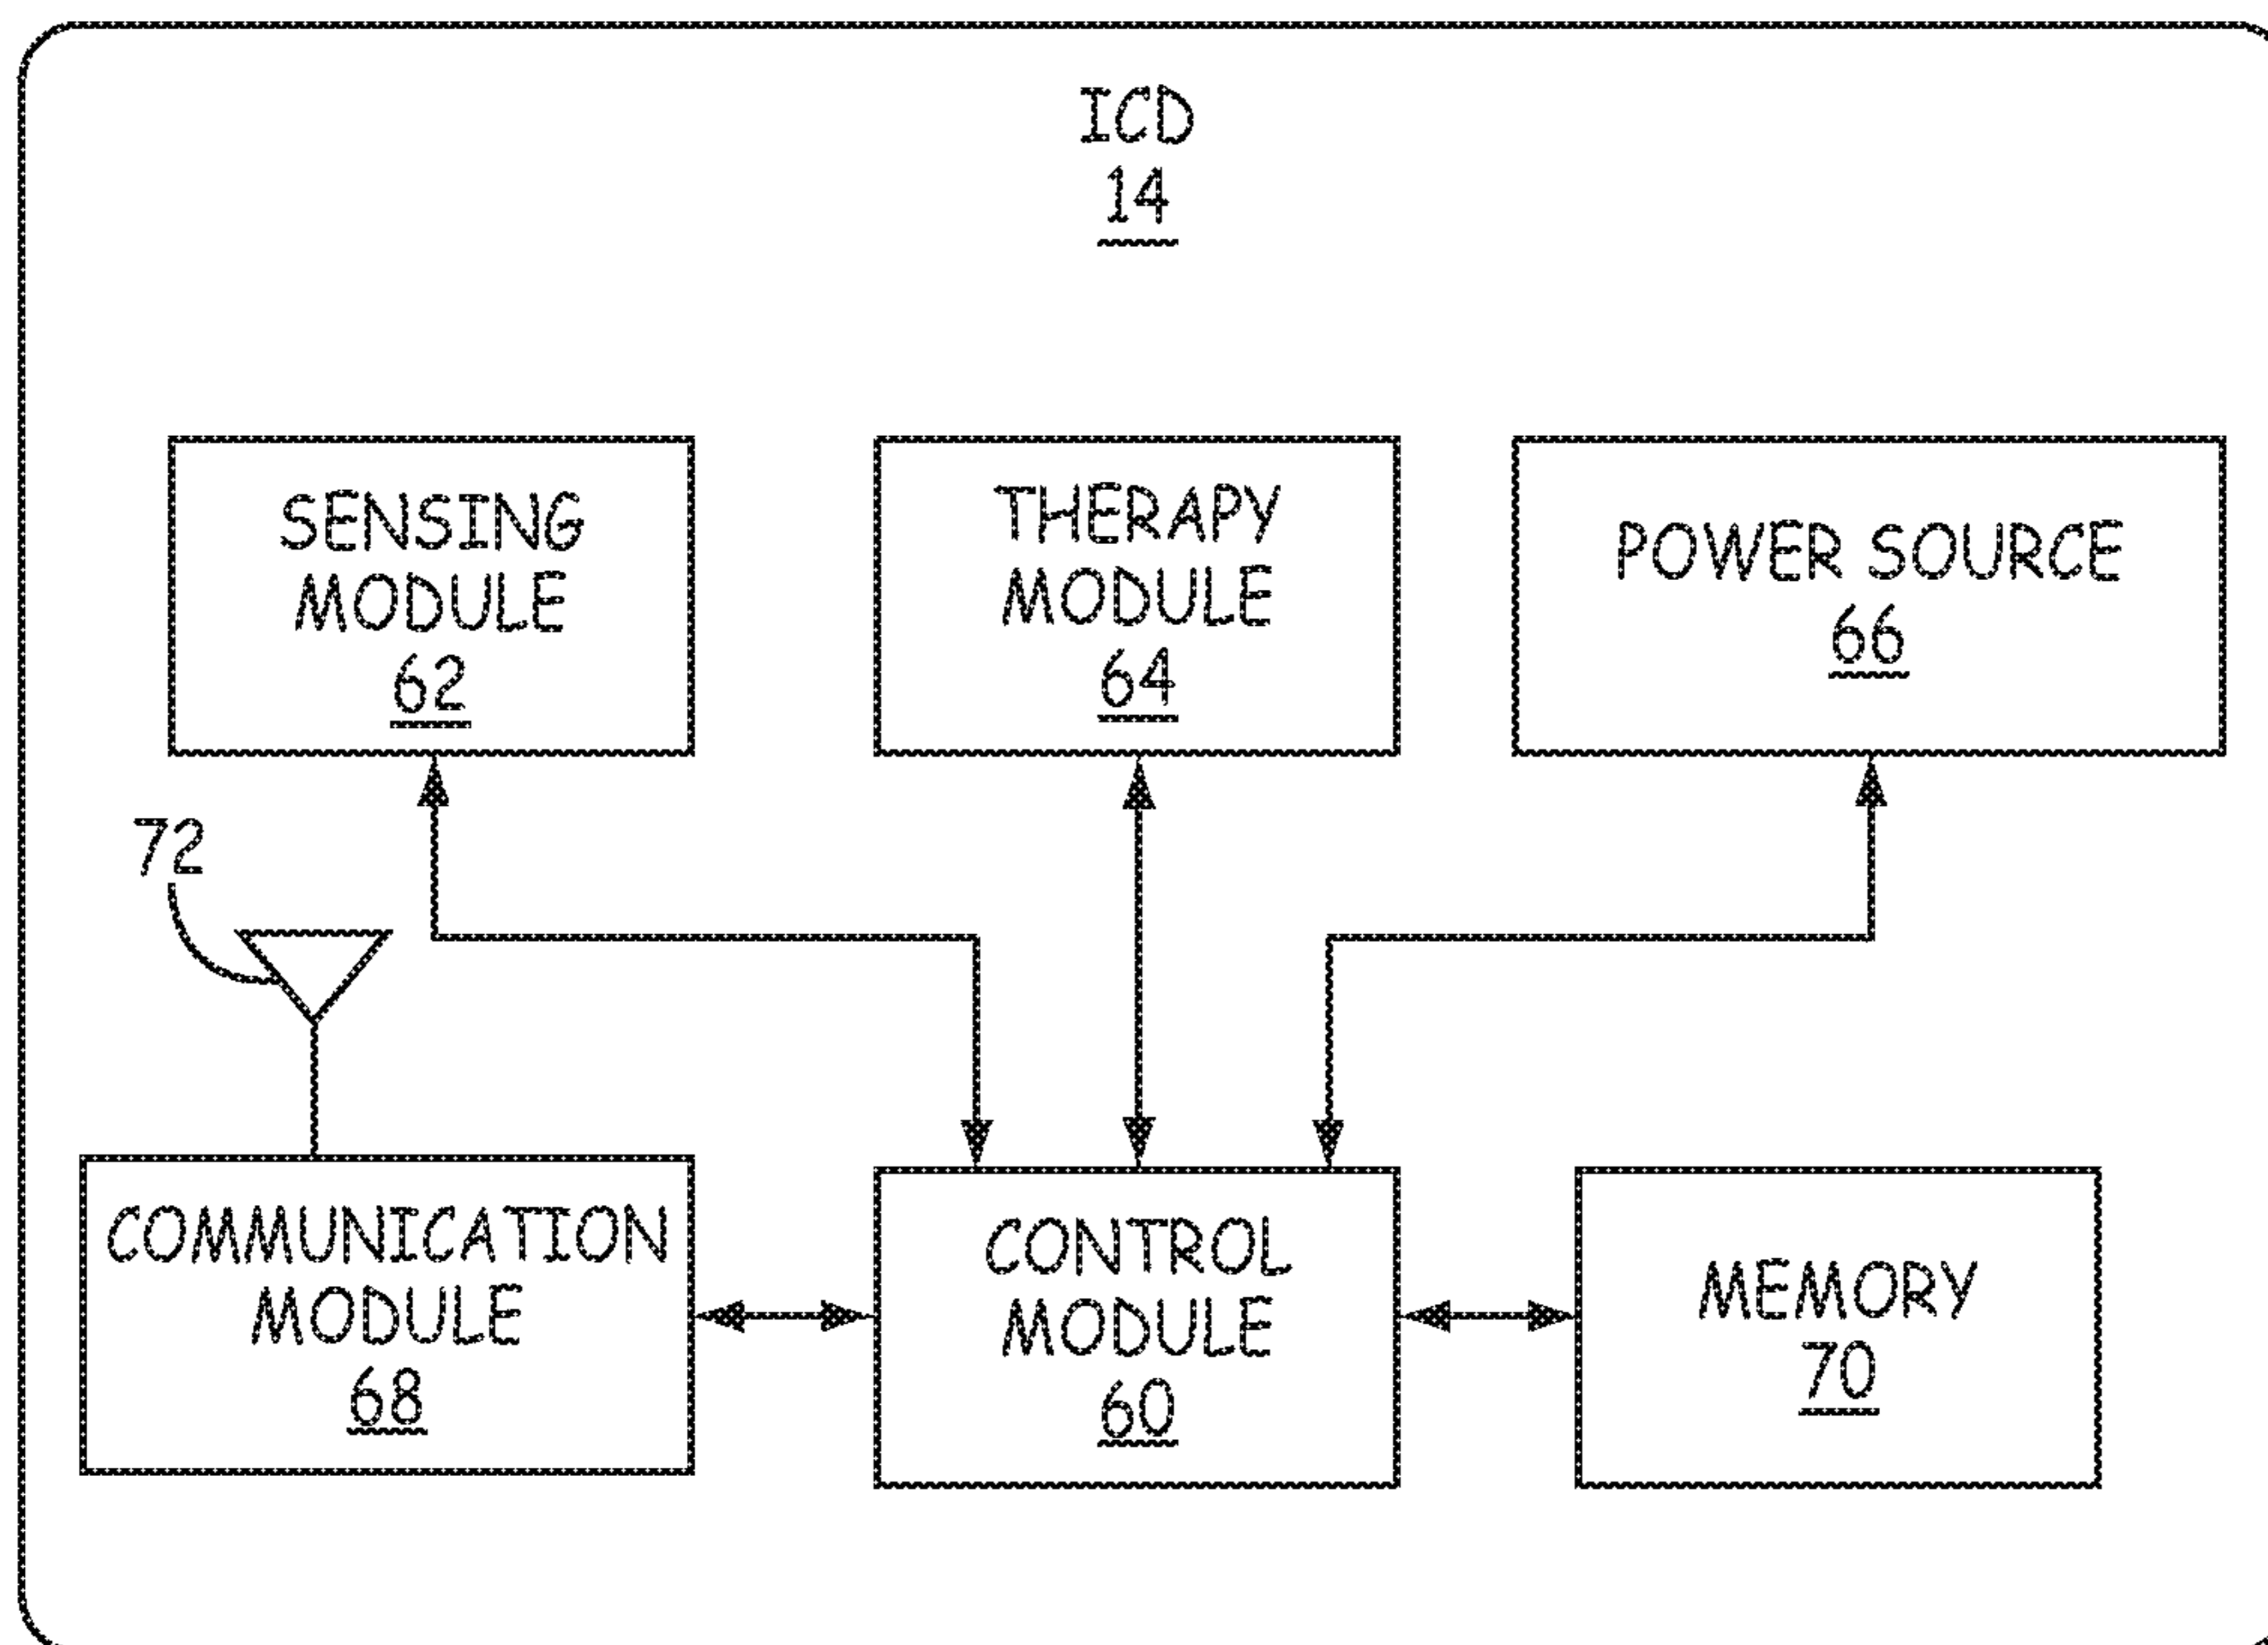 ICD
14
SENSING
MODULE
62
THERAPY
MODULE
64
POWER SOURCE
66
72
COMMUNICATION
MODULE
68
CONTROL
MODULE
60
MEMORY
70